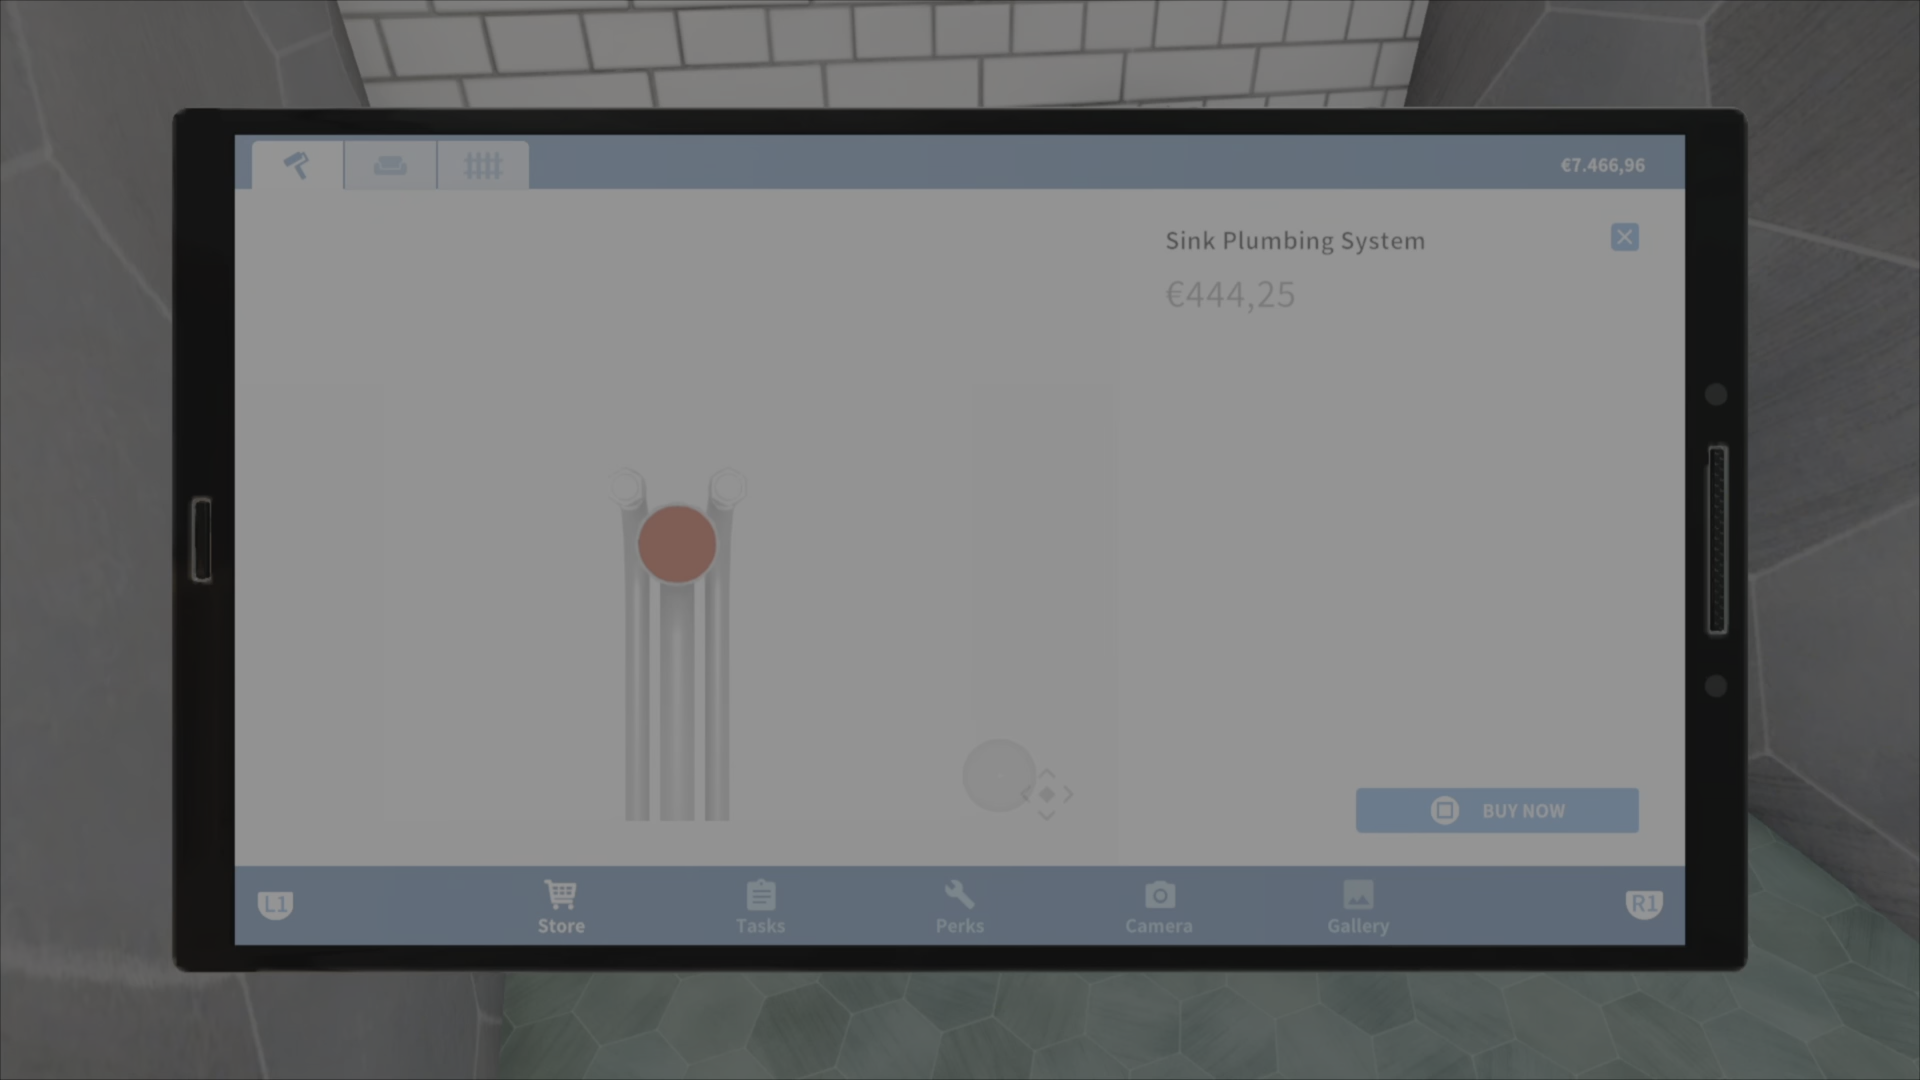 €7.466,96
Sink Plumbing System
€444,25
BUY NOW
L1
Store
Tasks
Perks
Camera
Gallery
R1